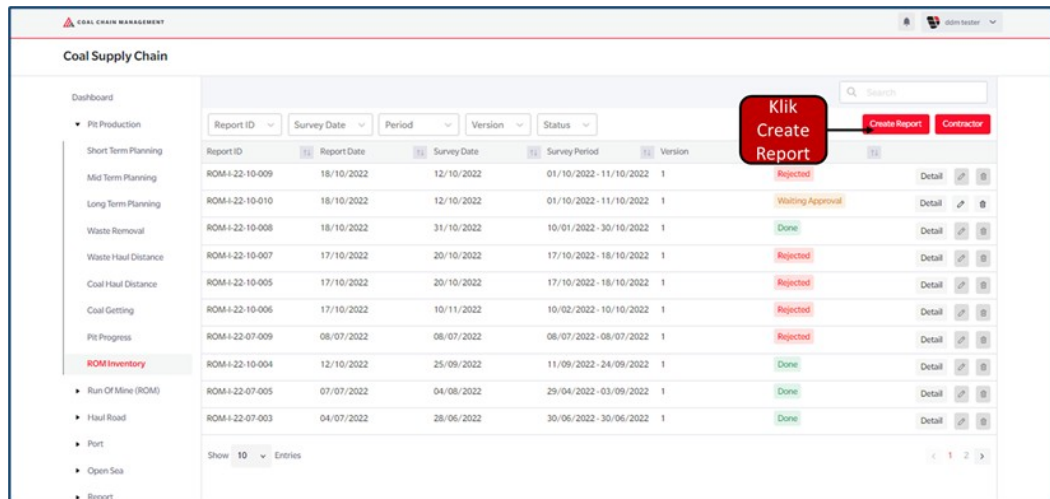 COAL CHAIN MANAGEMENT
ddm tester
Coal Supply Chain
Dashboard
Pit Production
Short Term Planning
Mid Term Planning
Long Term Planning
Waste Removal
Waste Haul Distance
Coal Haul Distance
Coal Getting
Pit Progress
ROM Inventory
Run Of Mine (ROM)
Haul Road
Port
Open Sea
Report
Search
Report ID Survey Date Period Version Status
Klik
Create
Report
Create Report Contractor
Report ID Report Date Survey Date Survey Period Version
ROM-I-22-10-009 18/10/2022 12/10/2022 01/10/2022 - 11/10/2022 1 Rejected Detail
ROM-I-22-10-010 18/10/2022 12/10/2022 01/10/2022 - 11/10/2022 1 Waiting Approval Detail
ROM-I-22-10-008 18/10/2022 31/10/2022 10/01/2022 - 30/10/2022 1 Done Detail
ROM-I-22-10-007 17/10/2022 20/10/2022 17/10/2022 - 18/10/2022 1 Rejected Detail
ROM-I-22-10-005 17/10/2022 20/10/2022 17/10/2022 - 18/10/2022 1 Rejected Detail
ROM-I-22-10-006 17/10/2022 10/11/2022 10/02/2022 - 10/10/2022 1 Rejected Detail
ROM-I-22-07-009 08/07/2022 08/07/2022 08/07/2022 - 08/07/2022 1 Rejected Detail
ROM-I-22-10-004 12/10/2022 25/09/2022 11/09/2022 - 24/09/2022 1 Done Detail
ROM-I-22-07-005 07/07/2022 04/08/2022 29/04/2022 - 03/09/2022 1 Done Detail
ROM-I-22-07-003 04/07/2022 28/06/2022 30/06/2022 - 30/06/2022 1 Done Detail
Show 10 Entries
1 2